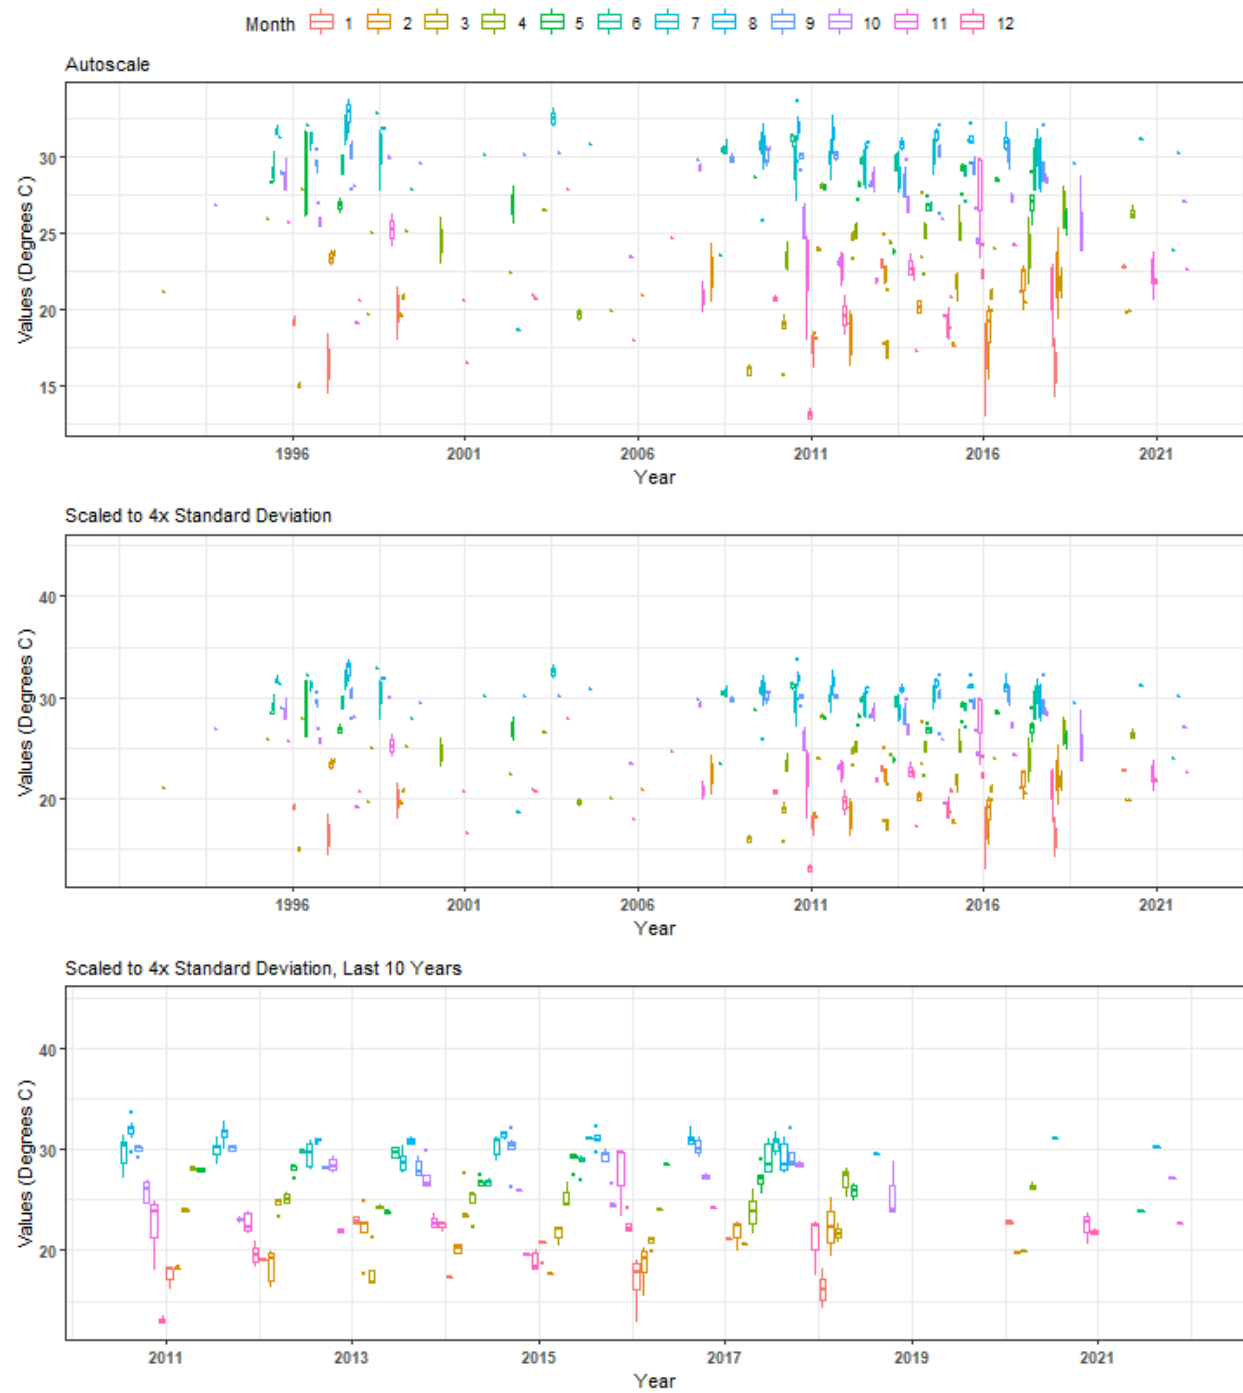 Month 1 2 3 4 5 6 7 8 9 10 11 12
Autoscale
30
25
20
15
Values (Degrees C)
1996 2001 2006 2011 2016 2021
Year
Scaled to 4x Standard Deviation
40
30
20
Values (Degrees C)
1996 2001 2006 2011 2016 2021
Year
Scaled to 4x Standard Deviation, Last 10 Years
40
30
20
Values (Degrees C)
2011 2013 2015 2017 2019 2021
Year